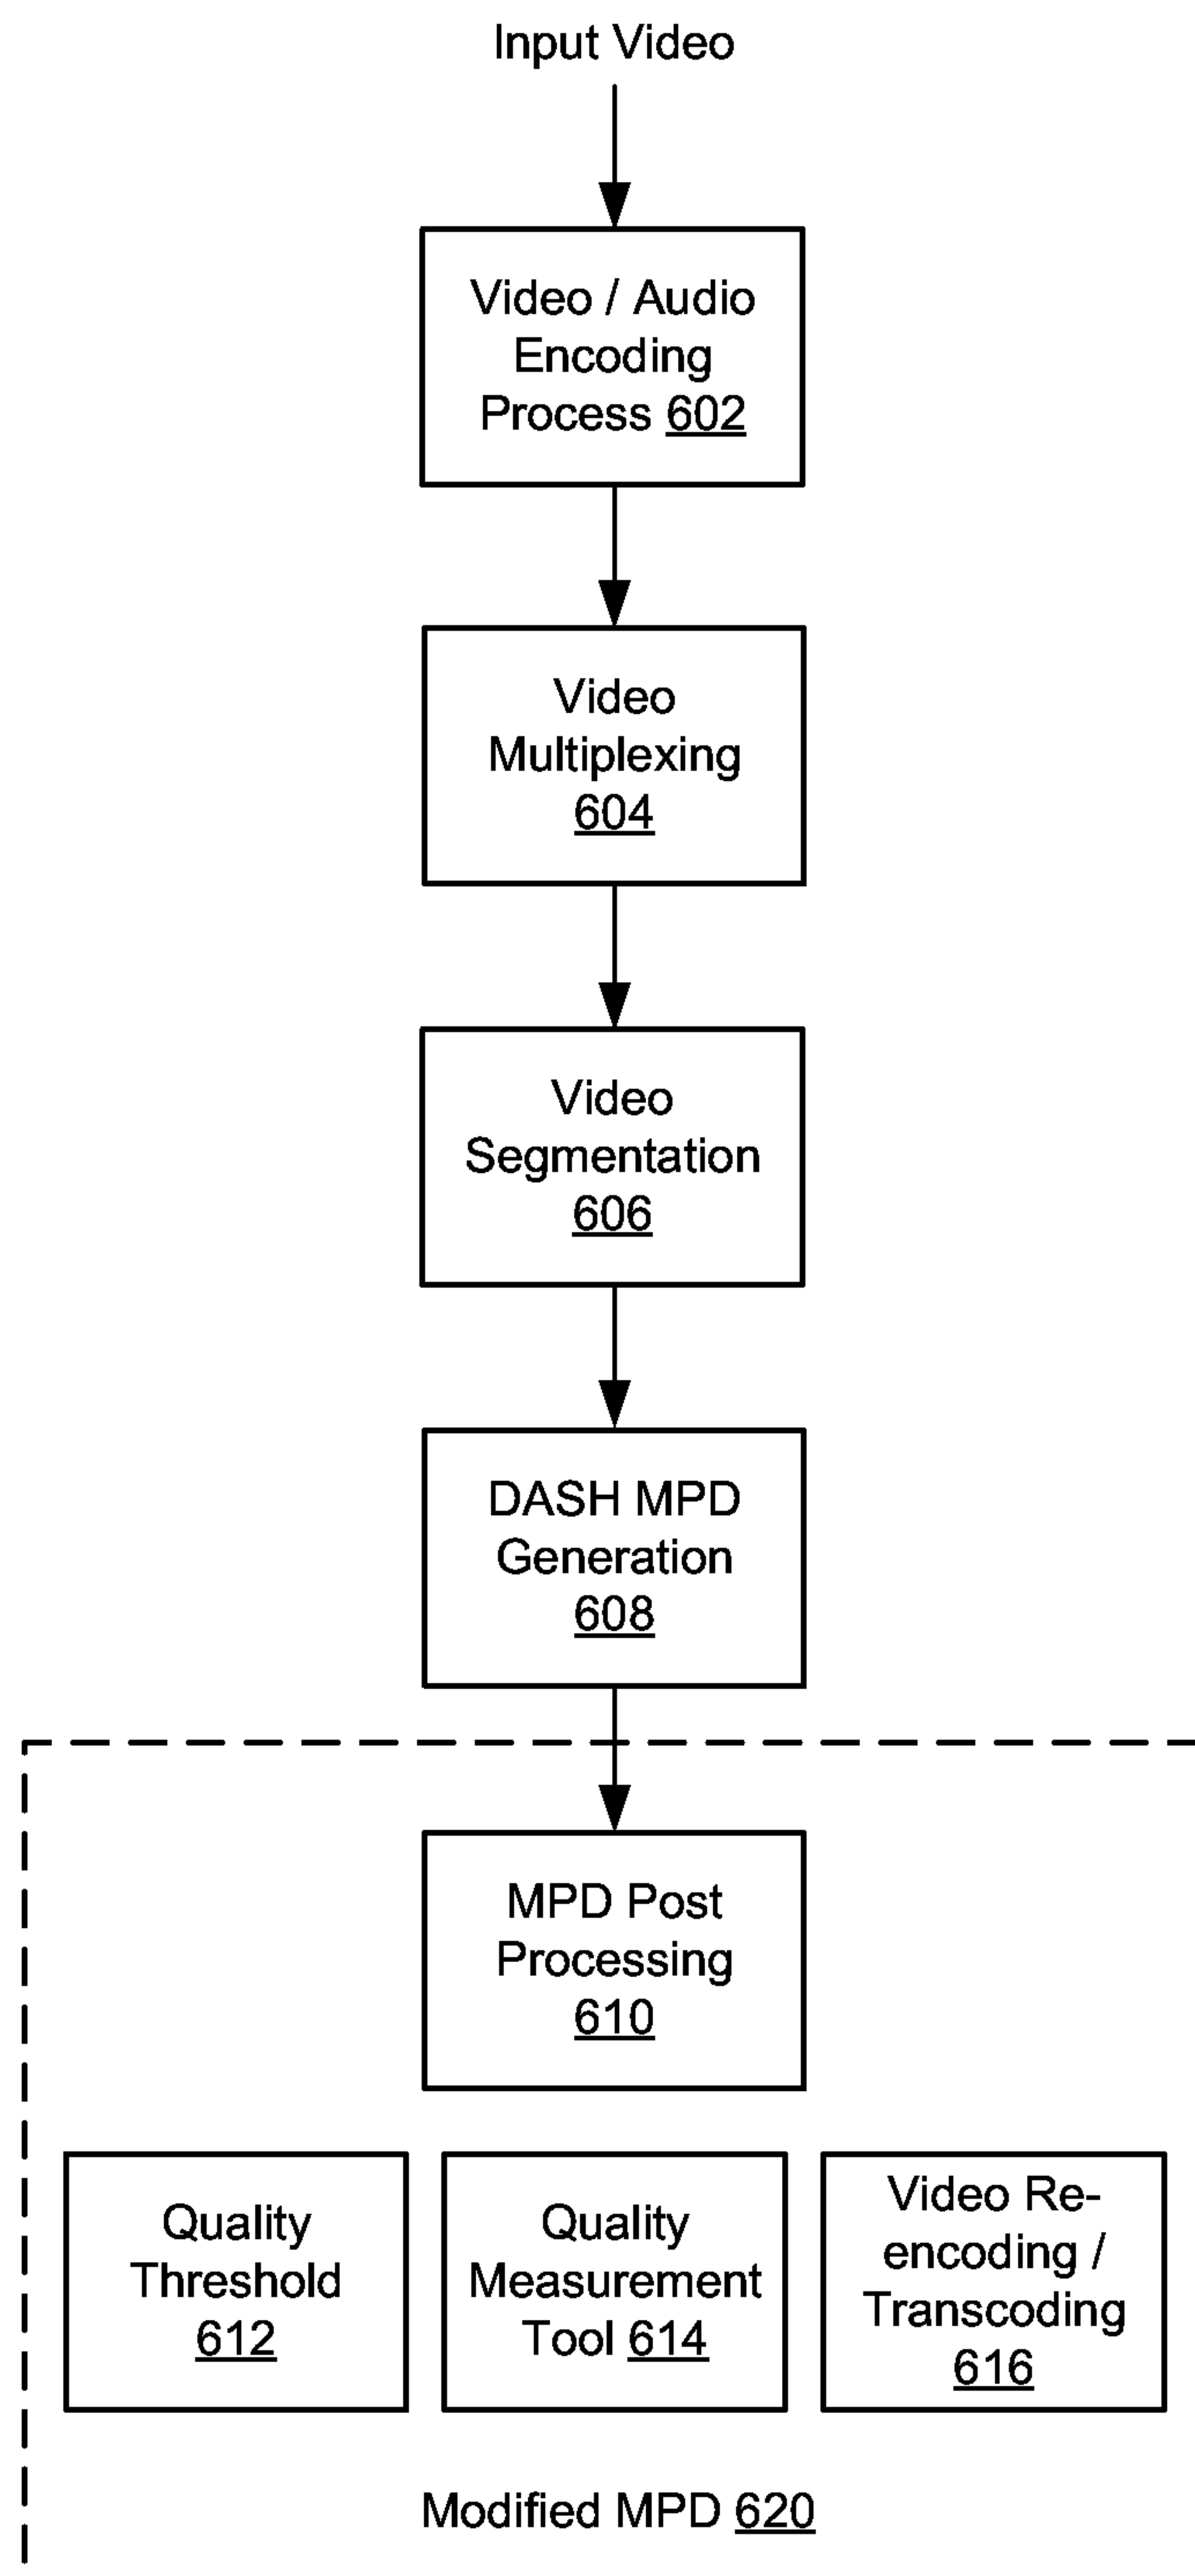 Input Video
Video / Audio
Encoding
Process 602
Video
Multiplexing
604
Video
Segmentation
606
DASH MPD
Generation
608
MPD Post
Processing
610
Quality
Threshold
612
Quality
Measurement
Tool 614
Video Re-
encoding /
Transcoding
616
Modified MPD 620